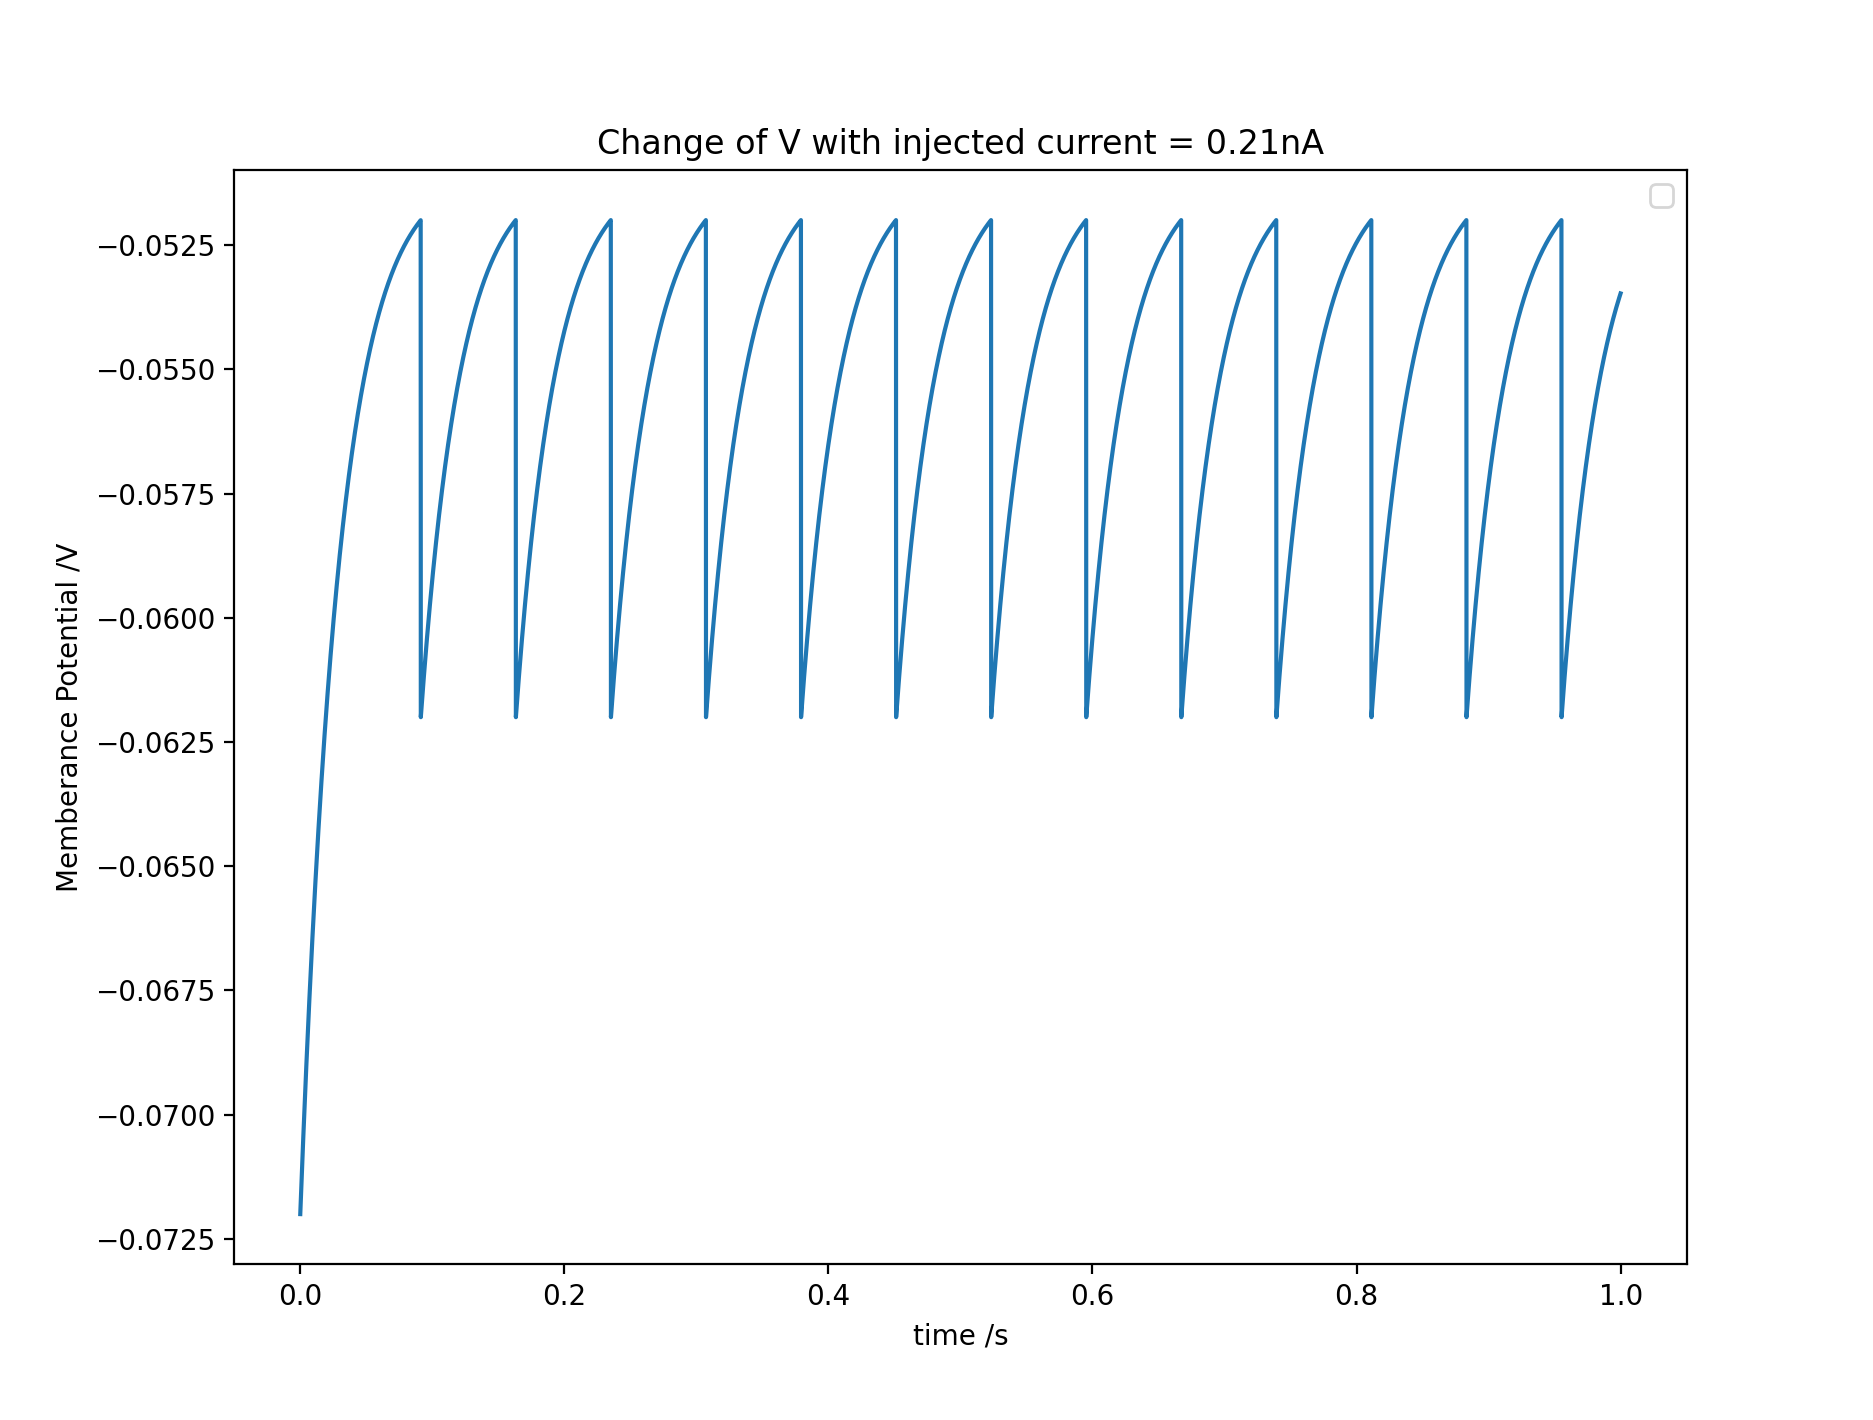 Change of V with injected current = 0.21nA
−0.0525
−0.0550
−0.0575
−0.0600
−0.0625
−0.0650
−0.0675
−0.0700
−0.0725
Memberance Potential /V
0.0 0.2 0.4 0.6 0.8 1.0
time /s